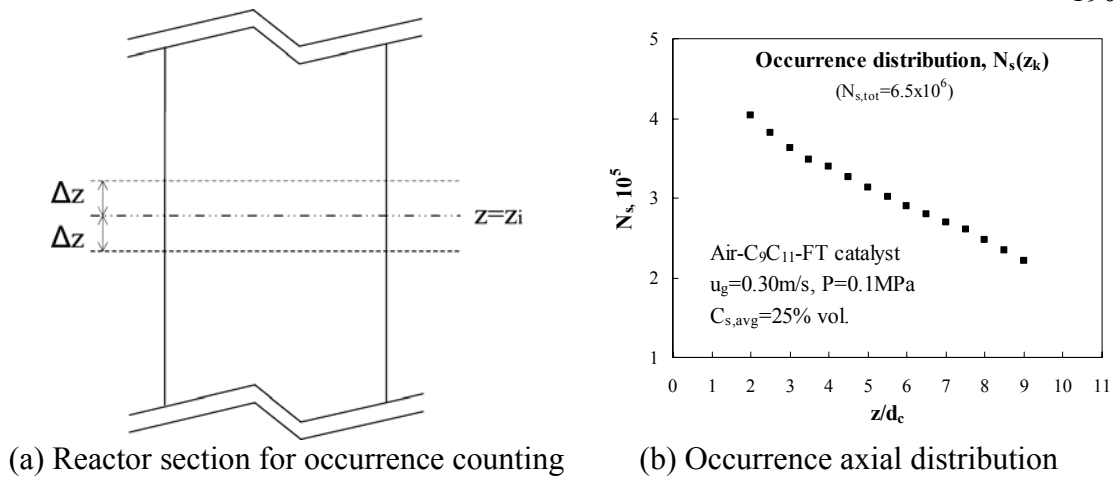 Δz
Δz
z=zi
(a) Reactor section for occurrence counting
5
4
3
2
1
Ns, 10⁵
Occurrence distribution, Ns(zk)
(Ns,tot=6.5x10⁶)
Air-C₉C₁₁-FT catalyst
ug=0.30m/s, P=0.1MPa
Cs,avg=25% vol.
0 1 2 3 4 5 6 7 8 9 10 11
z/dc
(b) Occurrence axial distribution